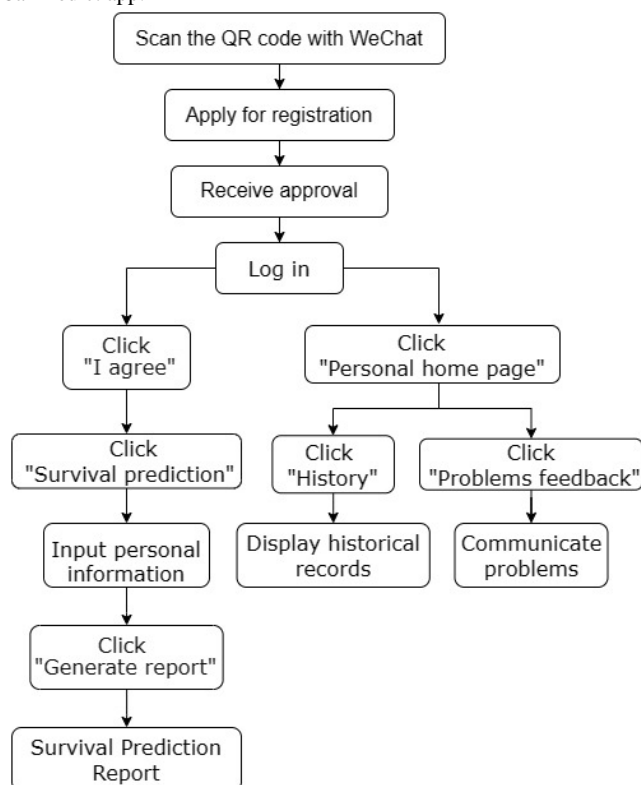 Scan the QR code with WeChat
Apply for registration
Receive approval
Log in
Click
"I agree"
Click
"Personal home page"
Click
"Survival prediction"
Click
"History"
Click
"Problems feedback"
Input personal
information
Display historical
records
Communicate
problems
Click
"Generate report"
Survival Prediction
Report